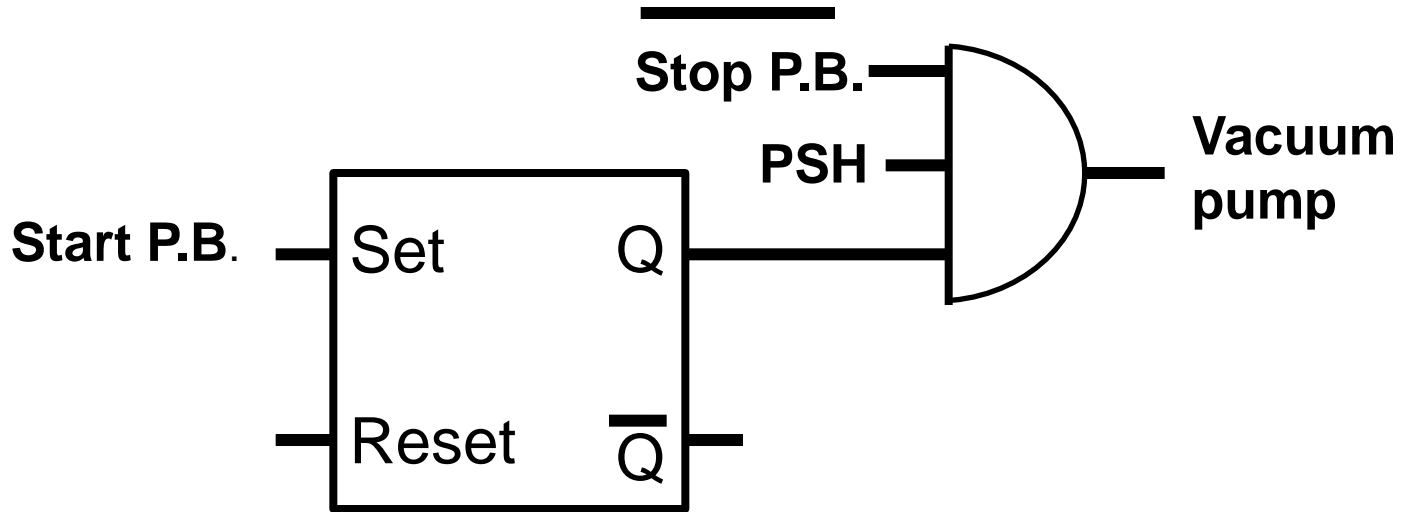 Stop P.B.
PSH
Vacuum
pump
Start P.B.
Set
Q
Reset
Q̅